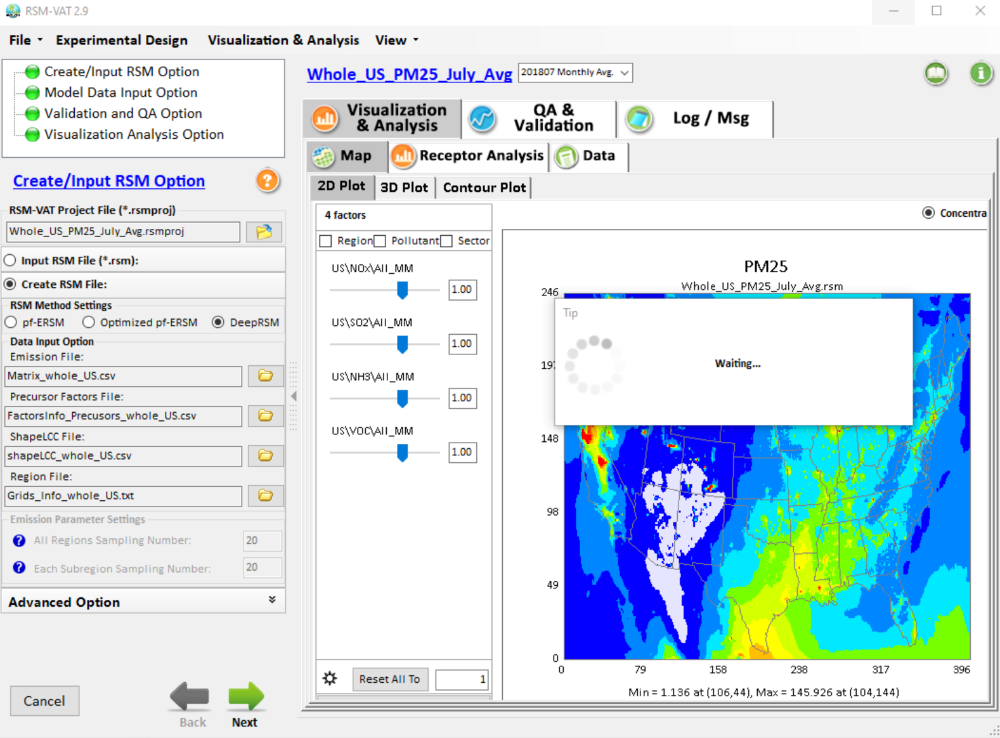 RSM-VAT 2.9
File Experimental Design Visualization & Analysis View
Create/Input RSM Option
Model Data Input Option
Validation and QA Option
Visualization Analysis Option
Create/Input RSM Option
?
RSM-VAT Project File (*.rsmproj)
Whole_US_PM25_July_Avg.rsmproj
Input RSM File (*.rsm):
Create RSM File:
RSM Method Settings
pf-ERSM Optimized pf-ERSM DeepRSM
Data Input Option
Emission File:
Matrix_whole_US.csv
Precursor Factors File:
FactorsInfo_Precusors_whole_US.csv
ShapeLCC File:
shapeLCC_whole_US.csv
Region File:
Grids_Info_whole_US.txt
Emission Parameter Settings
? All Regions Sampling Number: 20
? Each Subregion Sampling Number: 20
Advanced Option
Cancel
Back
Next
Whole_US_PM25_July_Avg 201807 Monthly Avg.
i
Visualization
& Analysis
QA &
Validation
Log / Msg
Map Receptor Analysis Data
2D Plot 3D Plot Contour Plot
4 factors
Region Pollutant Sector
US\NOx\All_MM
1.00
US\SO2\All_MM
1.00
US\NH3\All_MM
1.00
US\VOC\All_MM
1.00
Reset All To 1
Concentra
PM25
Whole_US_PM25_July_Avg.rsm
246
197
148
98
49
0
0 79 158 238 317 396
Min = 1.136 at (106,44), Max = 145.926 at (104,144)
Tip
Waiting...